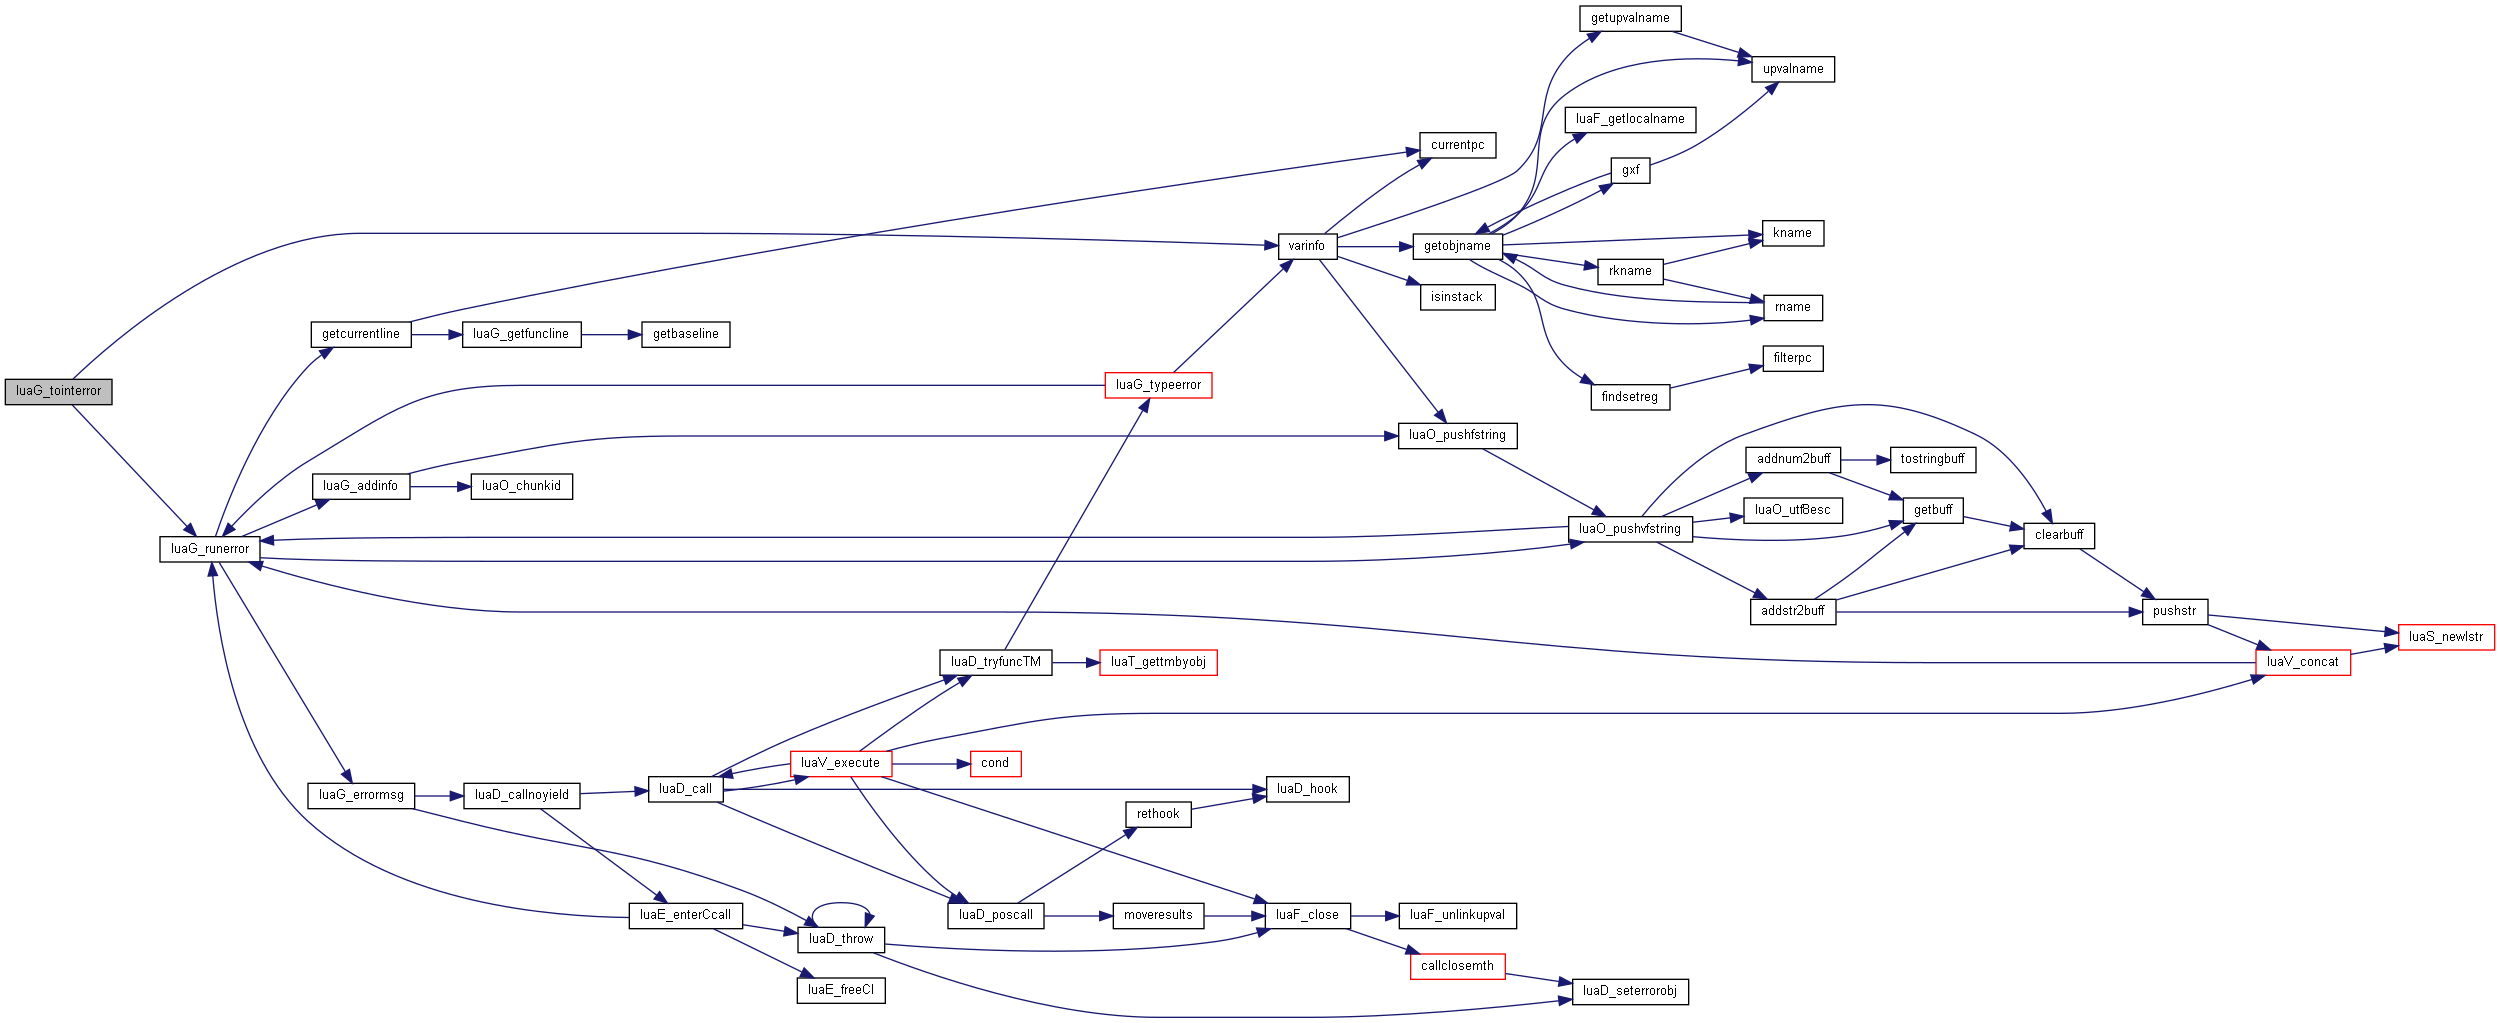 getupvalname
upvalname
luaF_getlocalname
currentpc
gxf
kname
varinfo
getobjname
rkname
isinstack
rname
getcurrentline
luaG_getfuncline
getbaseline
filterpc
luaG_tointerror
luaG_typeerror
findsetreg
luaO_pushfstring
addnum2buff
tostringbuff
luaG_addinfo
luaO_chunkid
luaO_utf8esc
getbuff
luaG_runerror
luaO_pushvfstring
clearbuff
addstr2buff
pushstr
luaS_newlstr
luaD_tryfuncTM
luaT_gettmbyobj
luaV_concat
luaV_execute
cond
luaG_errormsg
luaD_callnoyield
luaD_call
luaD_hook
rethook
luaE_enterCcall
luaD_poscall
moveresults
luaF_close
luaF_unlinkupval
luaD_throw
callclosemth
luaE_freeCI
luaD_seterrorobj